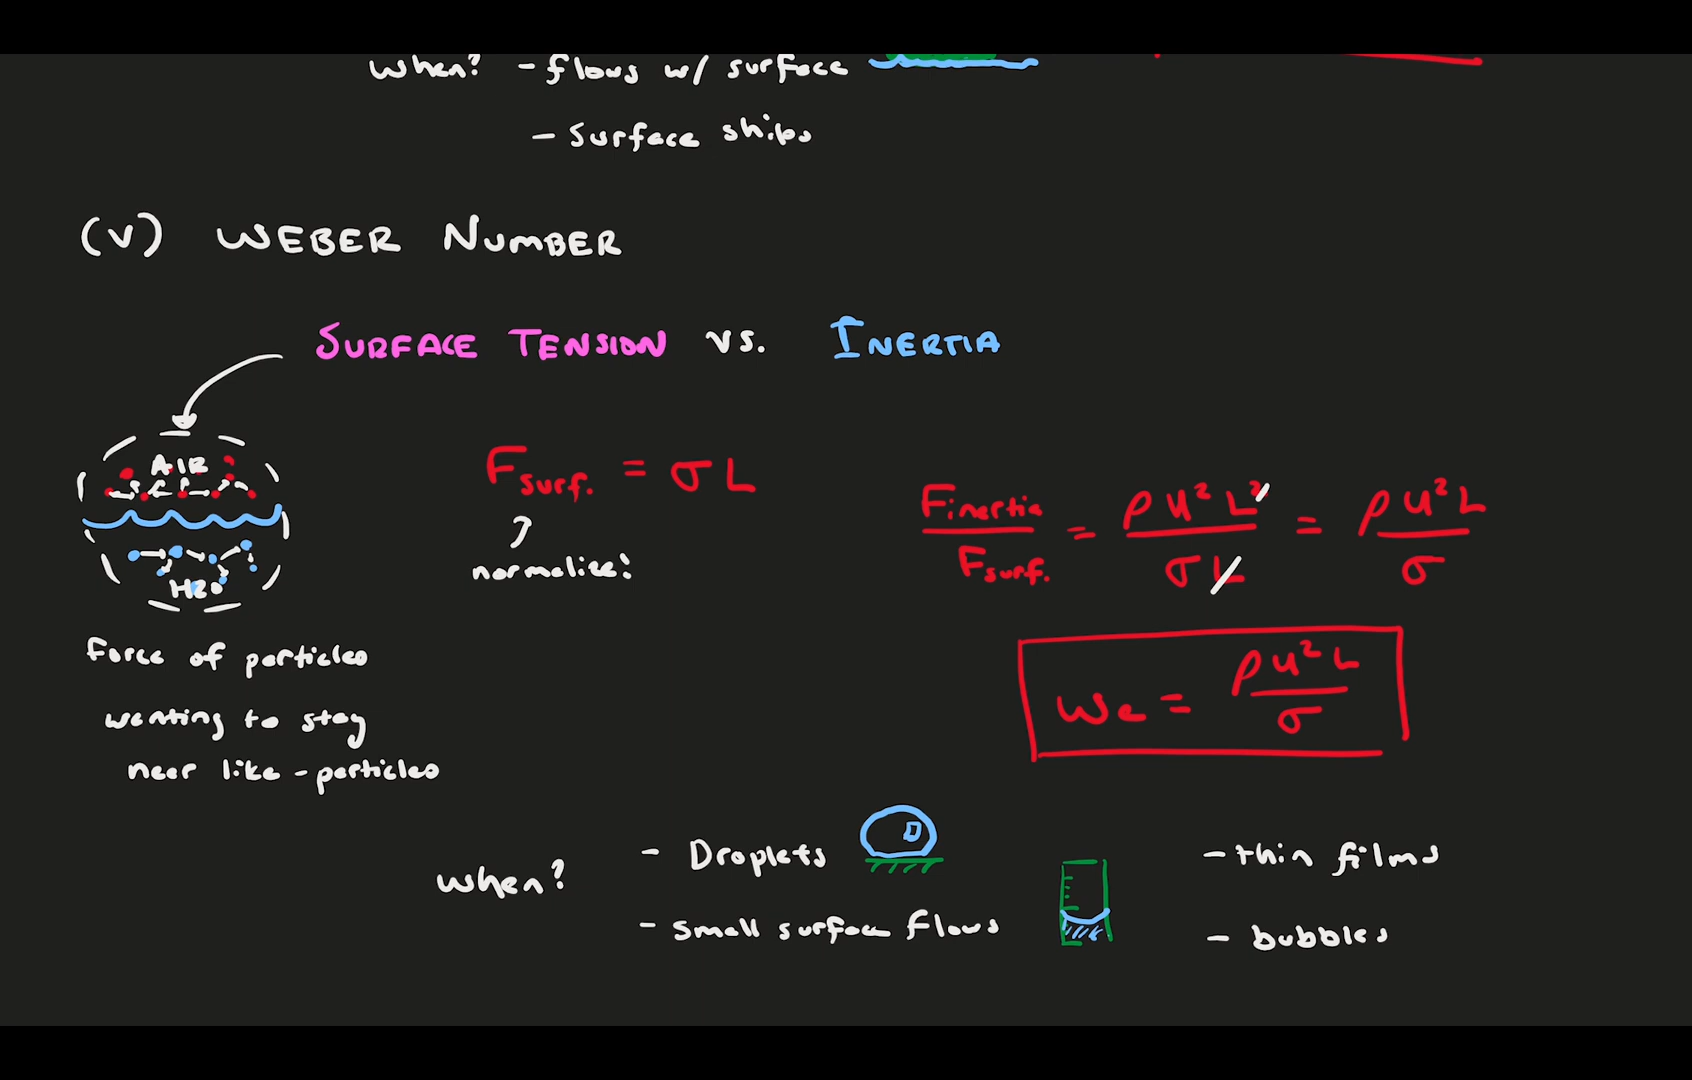 when? - flows w/ surface
- Surface ships
(V) WEBER NUMBER
SURFACE TENSION vs. INERTIA
AIR
H2O
Force of particles
wanting to stay
near like-particles
Fsurf. = σL
normalize!
Finertia / Fsurf. = ρU²L² / σL = ρU²L / σ
We = ρU²L / σ
when?
- Droplets
- small surface flows
- thin films
- bubbles